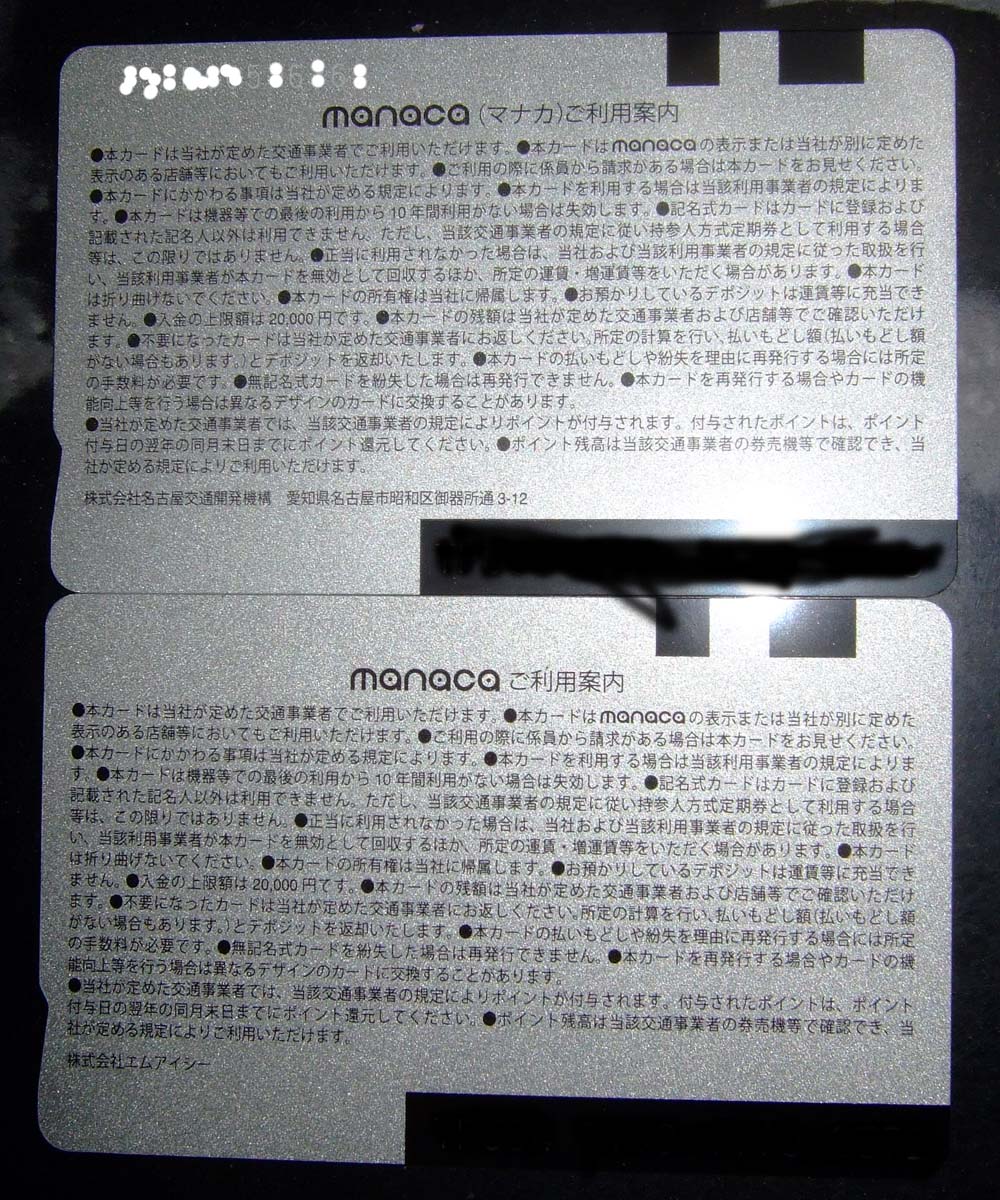 manaca(マナカ)ご利用案内
●本カードは当社が定めた交通事業者でご利用いただけます。●本カードはmanacaの表示または当社が別に定めた
表示のある店舗等においてもご利用いただけます。●ご利用の際に係員から請求がある場合は本カードをお見せください。
●本カードにかかわる事項は当社が定める規定によります。●本カードを利用する場合は当該利用事業者の規定によりま
す。●本カードは機器等での最後の利用から10年間利用がない場合は失効します。●記名式カードはカードに登録および
記載された記名人以外は利用できません。ただし、当該交通事業者の規定に従い持参人方式定期券として利用する場合
等は、この限りではありません。●正当に利用されなかった場合は、当社および当該利用事業者の規定に従った取扱を行
い、当該利用事業者が本カードを無効として回収するほか、所定の運賃・増運賃等をいただく場合があります。●本カード
は折り曲げないでください。●本カードの所有権は当社に帰属します。●お預かりしているデポジットは運賃等に充当でき
ません。●入金の上限額は20,000円です。●本カードの残額は当社が定めた交通事業者および店舗等でご確認いただけ
ます。●不要になったカードは当社が定めた交通事業者にお返しください。所定の計算を行い、払いもどし額(払いもどし額
がない場合もあります。)とデポジットを返却いたします。●本カードの払いもどしや紛失を理由に再発行する場合には所定
の手数料が必要です。●無記名式カードを紛失した場合は再発行できません。●本カードを再発行する場合やカードの機
能向上等を行う場合は異なるデザインのカードに交換することがあります。
●当社が定めた交通事業者では、当該交通事業者の規定によりポイントが付与されます。付与されたポイントは、ポイント
付与日の翌年の同月末日までにポイント還元してください。●ポイント残高は当該交通事業者の券売機等で確認でき、当
社が定める規定によりご利用いただけます。
株式会社名古屋交通開発機構 愛知県名古屋市昭和区御器所通3-12
manacaご利用案内
●本カードは当社が定めた交通事業者でご利用いただけます。●本カードはmanacaの表示または当社が別に定めた
表示のある店舗等においてもご利用いただけます。●ご利用の際に係員から請求がある場合は本カードをお見せください。
●本カードにかかわる事項は当社が定める規定によります。●本カードを利用する場合は当該利用事業者の規定によりま
す。●本カードは機器等での最後の利用から10年間利用がない場合は失効します。●記名式カードはカードに登録および
記載された記名人以外は利用できません。ただし、当該交通事業者の規定に従い持参人方式定期券として利用する場合
等は、この限りではありません。●正当に利用されなかった場合は、当社および当該利用事業者の規定に従った取扱を行
い、当該利用事業者が本カードを無効として回収するほか、所定の運賃・増運賃等をいただく場合があります。●本カード
は折り曲げないでください。●本カードの所有権は当社に帰属します。●お預かりしているデポジットは運賃等に充当でき
ません。●入金の上限額は20,000円です。●本カードの残額は当社が定めた交通事業者および店舗等でご確認いただけ
ます。●不要になったカードは当社が定めた交通事業者にお返しください。所定の計算を行い、払いもどし額(払いもどし額
がない場合もあります。)とデポジットを返却いたします。●本カードの払いもどしや紛失を理由に再発行する場合には所定
の手数料が必要です。●無記名式カードを紛失した場合は再発行できません。●本カードを再発行する場合やカードの機
能向上等を行う場合は異なるデザインのカードに交換することがあります。
●当社が定めた交通事業者では、当該交通事業者の規定によりポイントが付与されます。付与されたポイントは、ポイント
付与日の翌年の同月末日までにポイント還元してください。●ポイント残高は当該交通事業者の券売機等で確認でき、当
社が定める規定によりご利用いただけます。
株式会社エムアイシー